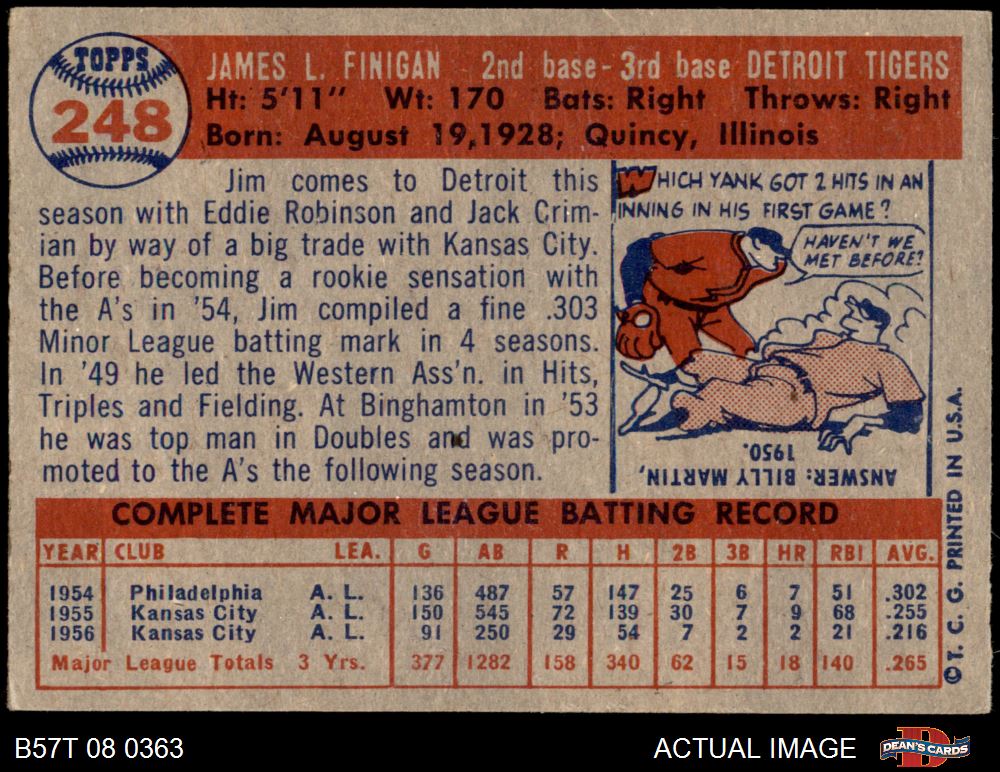 TOPPS
248
JAMES L. FINIGAN 2nd base - 3rd base DETROIT TIGERS
Ht: 5'11" Wt: 170 Bats: Right Throws: Right
Born: August 19, 1928; Quincy, Illinois
Jim comes to Detroit this
season with Eddie Robinson and Jack Crim-
ian by way of a big trade with Kansas City.
Before becoming a rookie sensation with
the A's in '54, Jim compiled a fine .303
Minor League batting mark in 4 seasons.
In '49 he led the Western Ass'n. in Hits,
Triples and Fielding. At Binghamton in '53
he was top man in Doubles and was pro-
moted to the A's the following season.
WHICH YANK GOT 2 HITS IN AN
INNING IN HIS FIRST GAME?
HAVEN'T WE
MET BEFORE?
ANSWER: BILLY MARTIN,
1950.
COMPLETE MAJOR LEAGUE BATTING RECORD
YEAR CLUB LEA. G AB R H 2B 3B HR RBI AVG.
1954 Philadelphia A. L. 136 487 57 147 25 6 7 51 .302
1955 Kansas City A. L. 150 545 72 139 30 7 9 68 .255
1956 Kansas City A. L. 91 250 29 54 7 2 2 21 .216
Major League Totals 3 Yrs. 377 1282 158 340 62 15 18 140 .265
© T. C. G. PRINTED IN U.S.A.
B57T 08 0363
ACTUAL IMAGE
D
DEAN'S CARDS